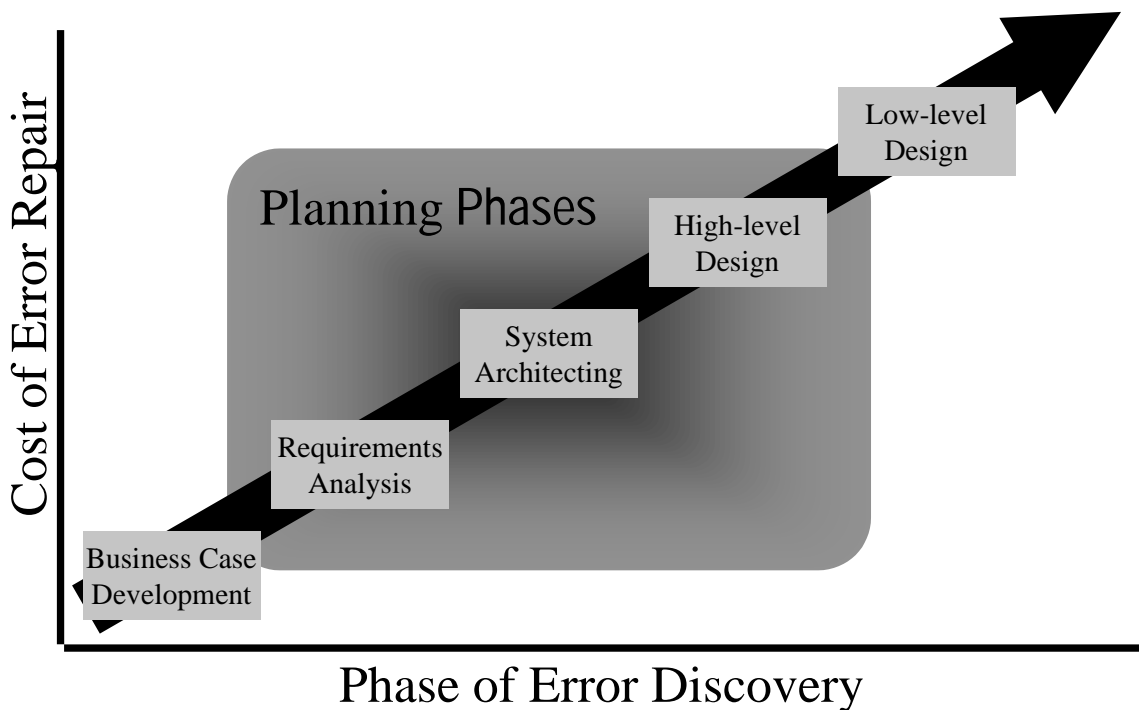 Cost of Error Repair
Planning Phases
Low-level
Design
High-level
Design
System
Architecting
Requirements
Analysis
Business Case
Development
Phase of Error Discovery